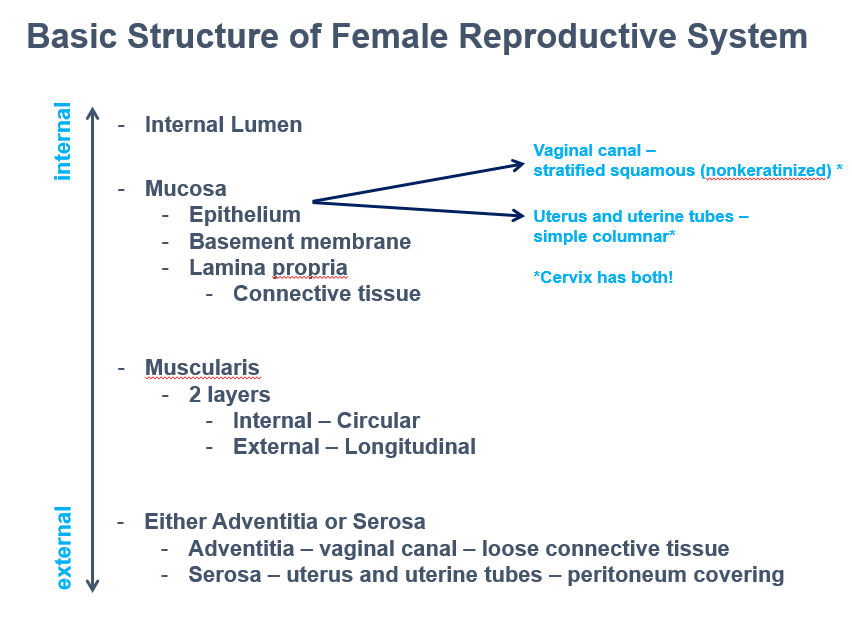 Basic Structure of Female Reproductive System
internal
- Internal Lumen
- Mucosa
- Epithelium
- Basement membrane
- Lamina propria
- Connective tissue
Vaginal canal –
stratified squamous (nonkeratinized) *
Uterus and uterine tubes –
simple columnar*
*Cervix has both!
- Muscularis
- 2 layers
- Internal – Circular
- External – Longitudinal
external
- Either Adventitia or Serosa
- Adventitia – vaginal canal – loose connective tissue
- Serosa – uterus and uterine tubes – peritoneum covering